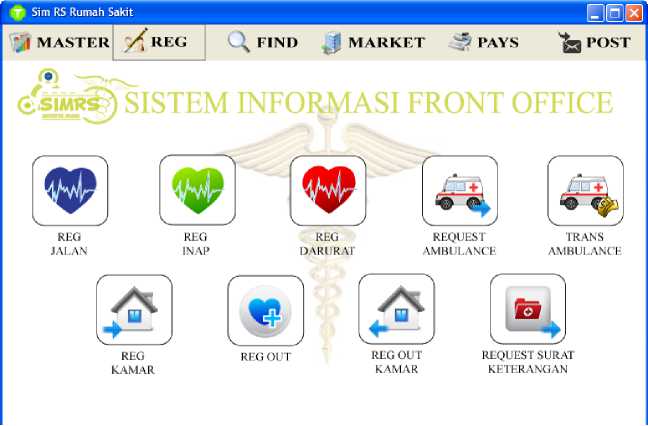 Sim RS Rumah Sakit
MASTER REG FIND MARKET PAYS POST
SIMRS
SISTEM INFORMASI FRONT OFFICE
REG JALAN
REG INAP
REG DARURAT
REQUEST AMBULANCE
TRANS AMBULANCE
REG KAMAR
REG OUT
REG OUT KAMAR
REQUEST SURAT KETERANGAN